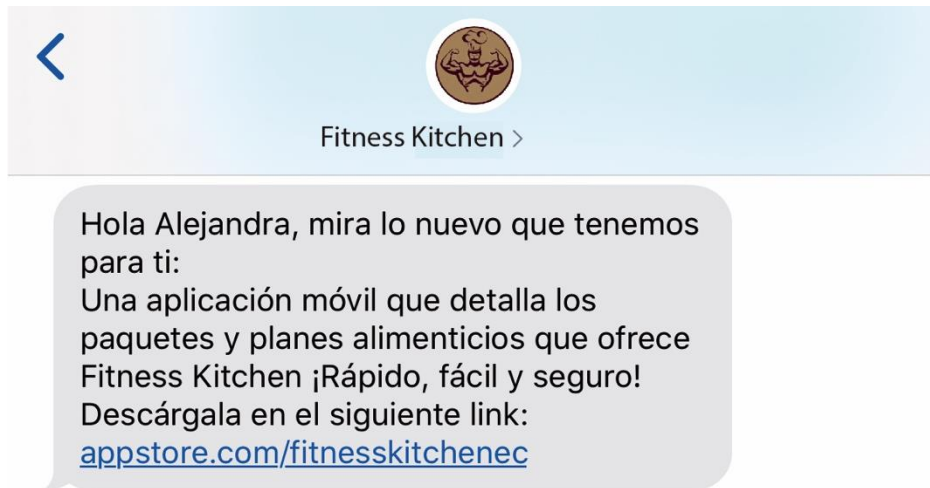 Fitness Kitchen >
Hola Alejandra, mira lo nuevo que tenemos
para ti:
Una aplicación móvil que detalla los
paquetes y planes alimenticios que ofrece
Fitness Kitchen ¡Rápido, fácil y seguro!
Descárgala en el siguiente link:
appstore.com/fitnesskitchenec